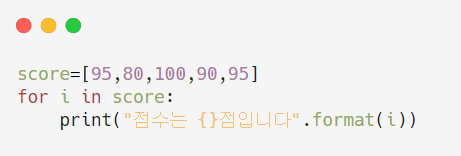 score=[95,80,100,90,95]
for i in score:
    print("점수는 {}점입니다".format(i))